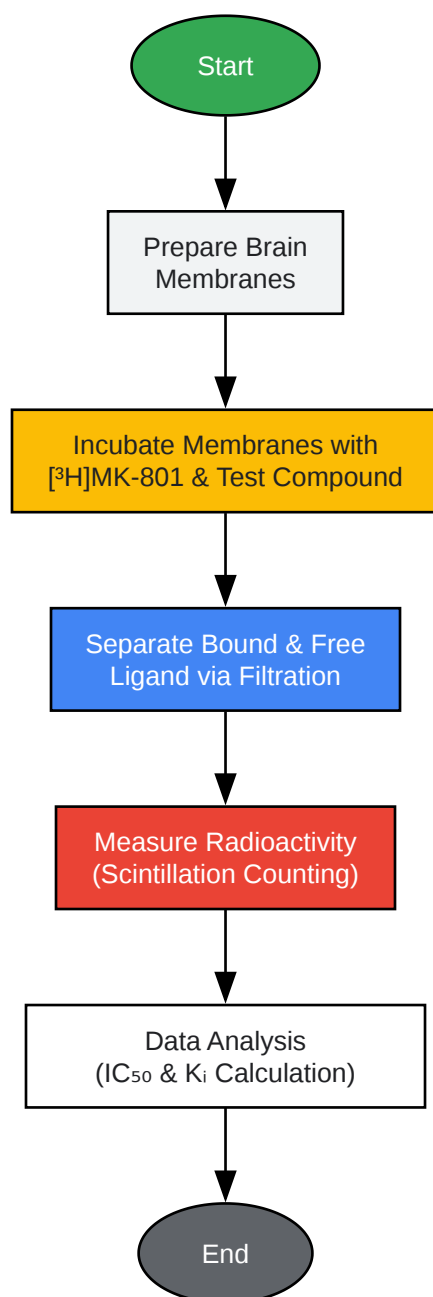 Start
Prepare Brain
Membranes
Incubate Membranes with
[³H]MK-801 & Test Compound
Separate Bound & Free
Ligand via Filtration
Measure Radioactivity
(Scintillation Counting)
Data Analysis
(IC₅₀ & Kᵢ Calculation)
End